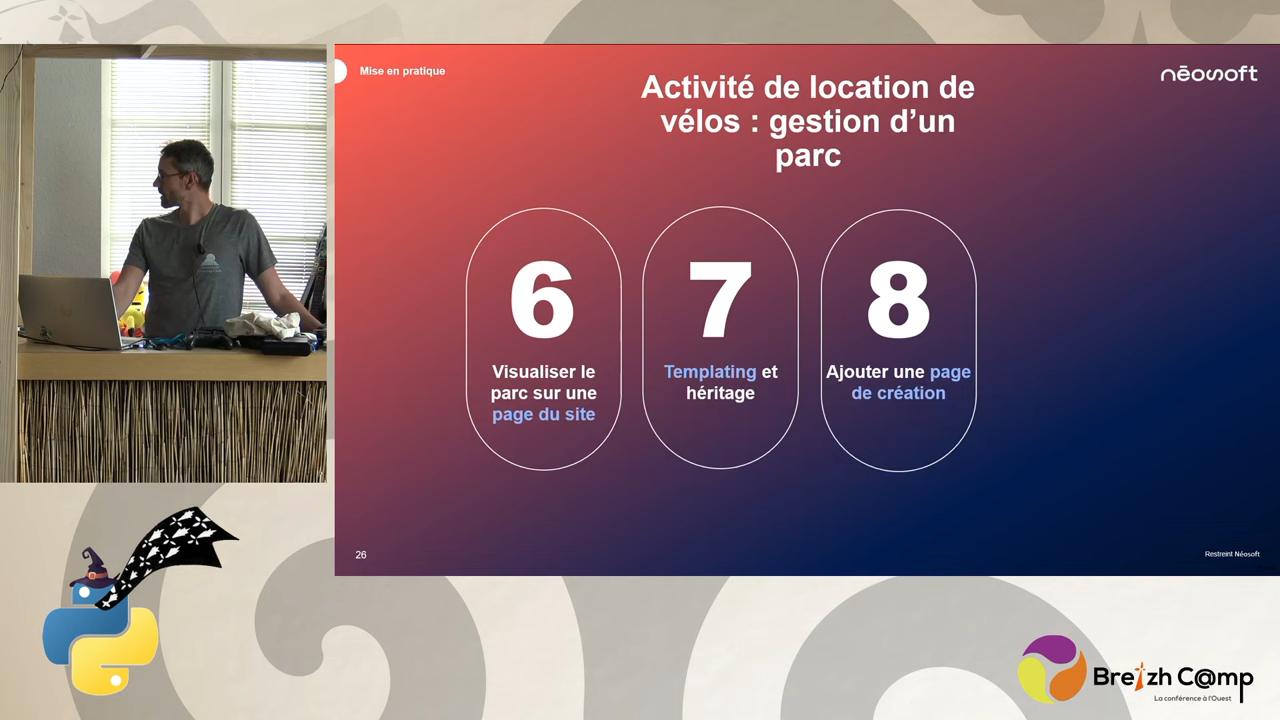 Mise en pratique
nēosoft
Activité de location de
vélos : gestion d’un
parc
6
Visualiser le
parc sur une
page du site
7
Templating et
héritage
8
Ajouter une page
de création
26
Restreint Néosoft
Breizh C@mp
La conférence à l'Ouest